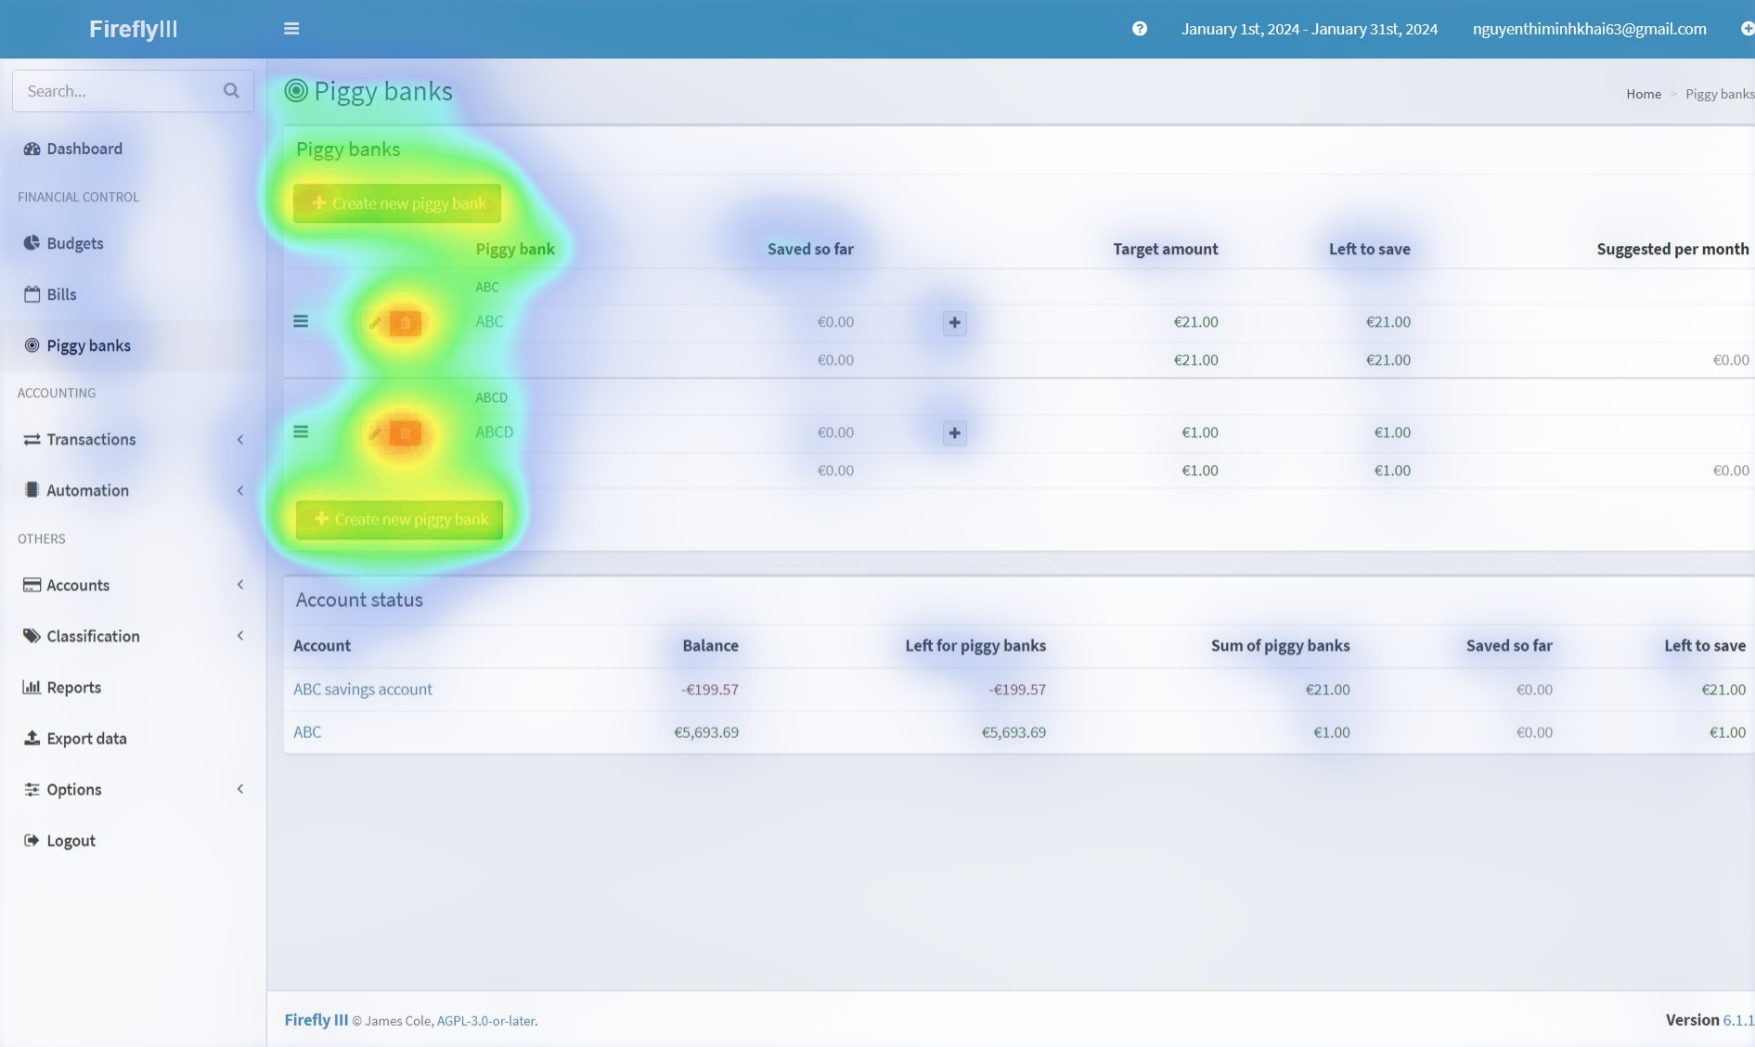 FireflyIII
January 1st, 2024 - January 31st, 2024
nguyenthiminhkhai63@gmail.com
Search...
Piggy banks
Home > Piggy banks
Dashboard
FINANCIAL CONTROL
Budgets
Bills
Piggy banks
ACCOUNTING
Transactions
Automation
OTHERS
Accounts
Classification
Reports
Export data
Options
Logout
Piggy banks
Create new piggy bank
Piggy bank Saved so far Target amount Left to save Suggested per month
ABC
ABC €0.00 €21.00 €21.00
€0.00 €21.00 €21.00 €0.00
ABCD
ABCD €0.00 €1.00 €1.00
€0.00 €1.00 €1.00 €0.00
Create new piggy bank
Account status
Account Balance Left for piggy banks Sum of piggy banks Saved so far Left to save
ABC savings account -€199.57 -€199.57 €21.00 €0.00 €21.00
ABC €5,693.69 €5,693.69 €1.00 €0.00 €1.00
Firefly III © James Cole, AGPL-3.0-or-later.
Version 6.1.1